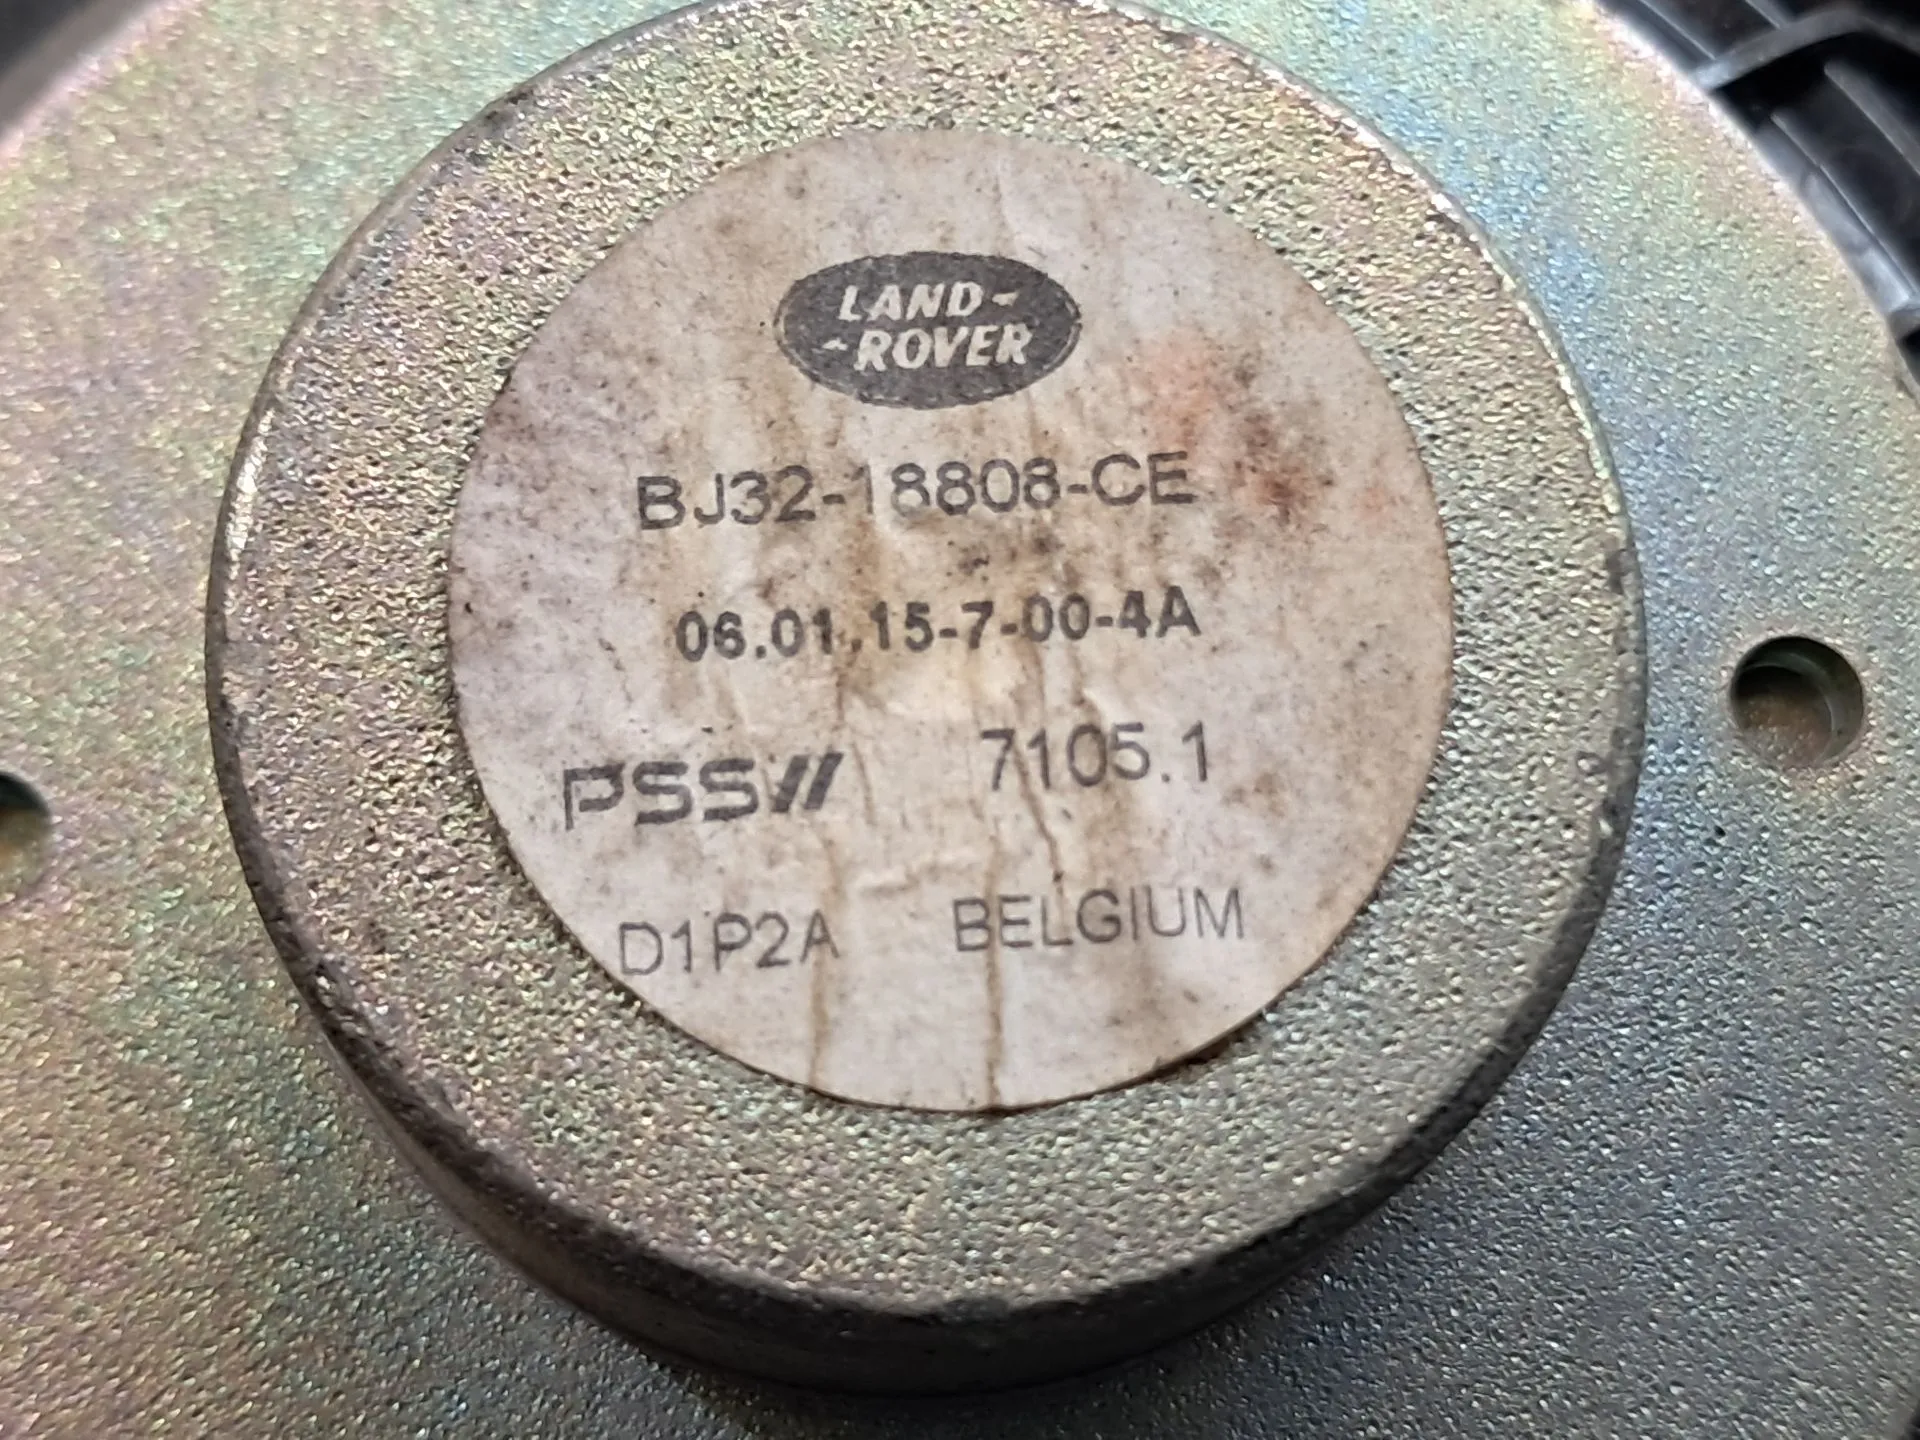 LAND-
-ROVER
BJ32-18808-CE
06.01.15-7-00-4A
PSS// 7105.1
D1P2A BELGIUM